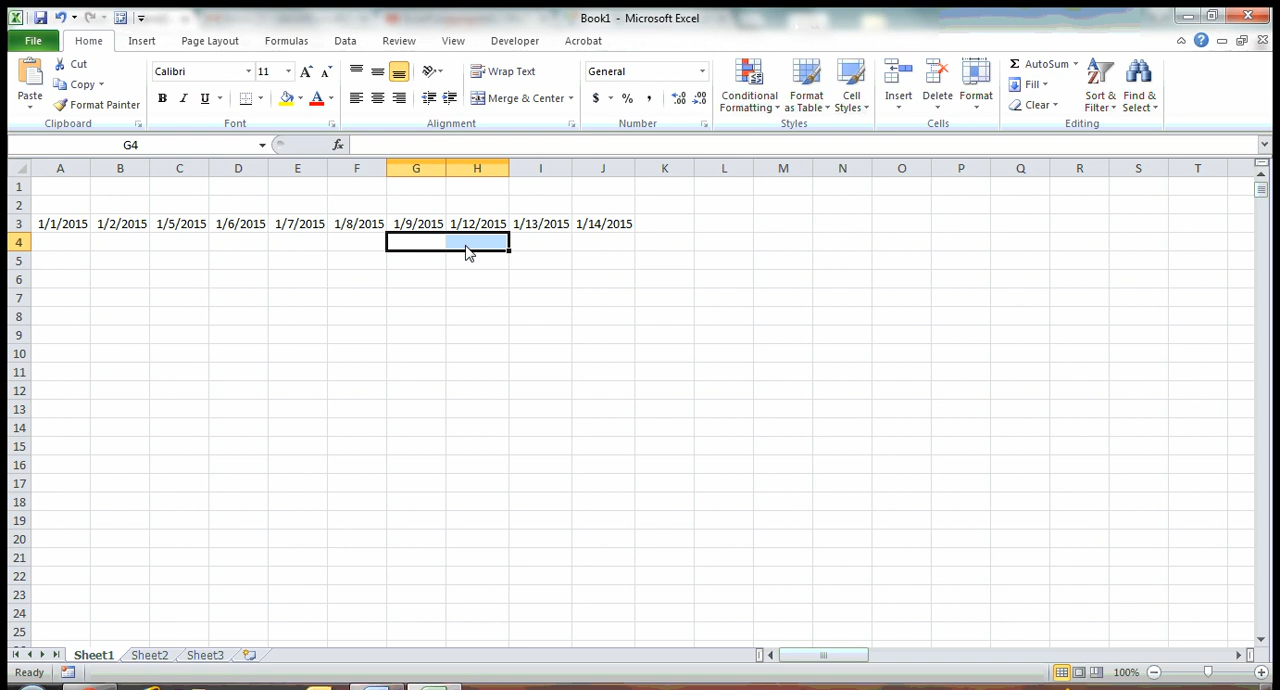 Book1 - Microsoft Excel
File Home Insert Page Layout Formulas Data Review View Developer Acrobat
Paste
Cut
Copy
Format Painter
Clipboard
Calibri 11
B I U
Font
Wrap Text
Merge & Center
Alignment
General
$ % ,
Number
Conditional Formatting
Format as Table
Cell Styles
Styles
Insert Delete Format
Cells
Σ AutoSum
Fill
Clear
Sort & Filter
Find & Select
Editing
G4 fx
A B C D E F G H I J K L M N O P Q R S T
1
2
3 1/1/2015 1/2/2015 1/5/2015 1/6/2015 1/7/2015 1/8/2015 1/9/2015 1/12/2015 1/13/2015 1/14/2015
4
5
6
7
8
9
10
11
12
13
14
15
16
17
18
19
20
21
22
23
24
25
Sheet1 Sheet2 Sheet3
Ready 100%